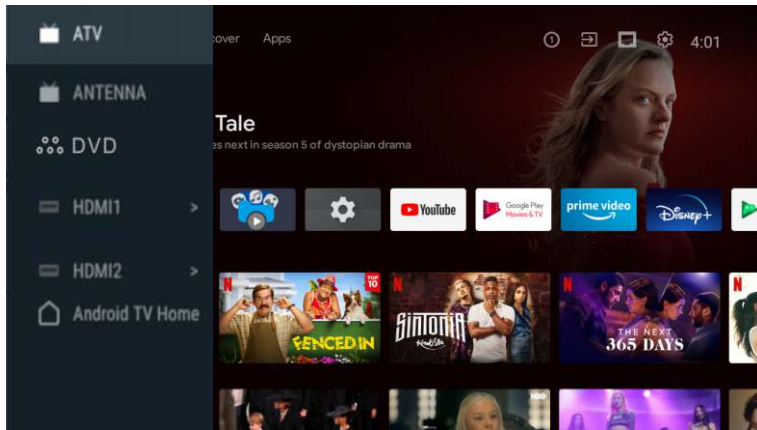 ATV
ANTENNA
DVD
HDMI1 >
HDMI2 >
Android TV Home
cover Apps
4:01
Tale
es next in season 5 of dystopian drama
YouTube
Google Play
Movies & TV
prime video
Disney+
N
TOP
10
FENCED IN
N
SINTONIA
N
THE NEXT
365 DAYS
N
HBO